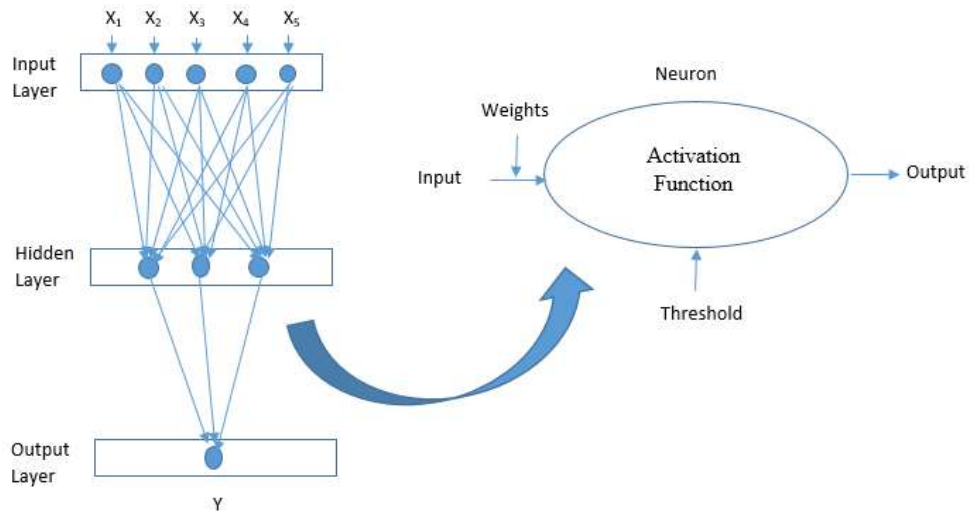 X₁ X₂ X₃ X₄ X₅
Input
Layer
Hidden
Layer
Output
Layer
Y
Neuron
Weights
Input
Activation
Function
Output
Threshold